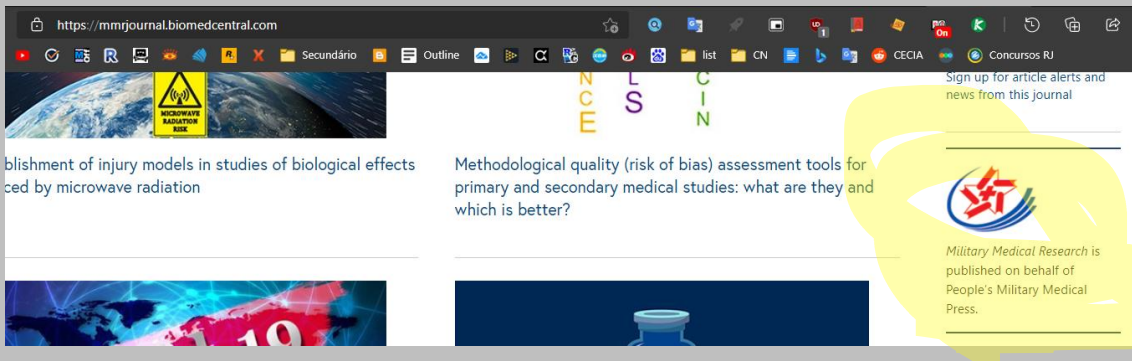 https://mmrjournal.biomedcentral.com
1
On
Secundário
Outline
list
CN
CECIA
Concursos RJ
MICROWAVE
RADIATION
RISK
N
C
E
L
S
C
I
N
Sign up for article alerts and
news from this journal
blishment of injury models in studies of biological effects
ced by microwave radiation
Methodological quality (risk of bias) assessment tools for
primary and secondary medical studies: what are they and
which is better?
Military Medical Research is
published on behalf of
People's Military Medical
Press.
19